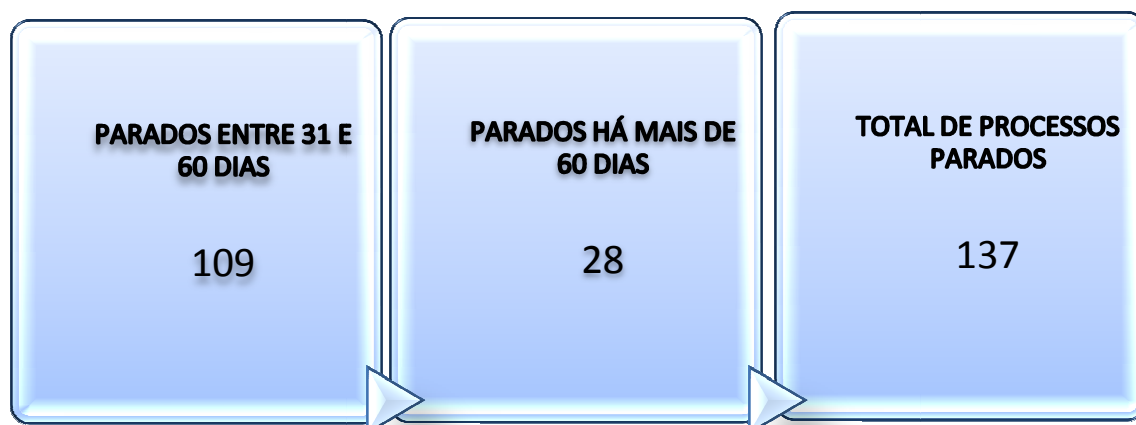 PARADOS ENTRE 31 E
60 DIAS
109
PARADOS HÁ MAIS DE
60 DIAS
28
TOTAL DE PROCESSOS
PARADOS
137